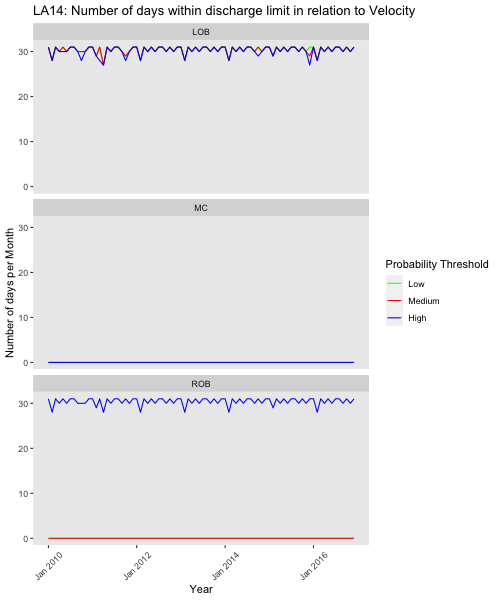 LA14: Number of days within discharge limit in relation to Velocity
LOB
30
20
10
0
MC
30
20
10
0
ROB
30
20
10
0
Number of days per Month
Jan 2010
Jan 2012
Jan 2014
Jan 2016
Year
Probability Threshold
Low
Medium
High